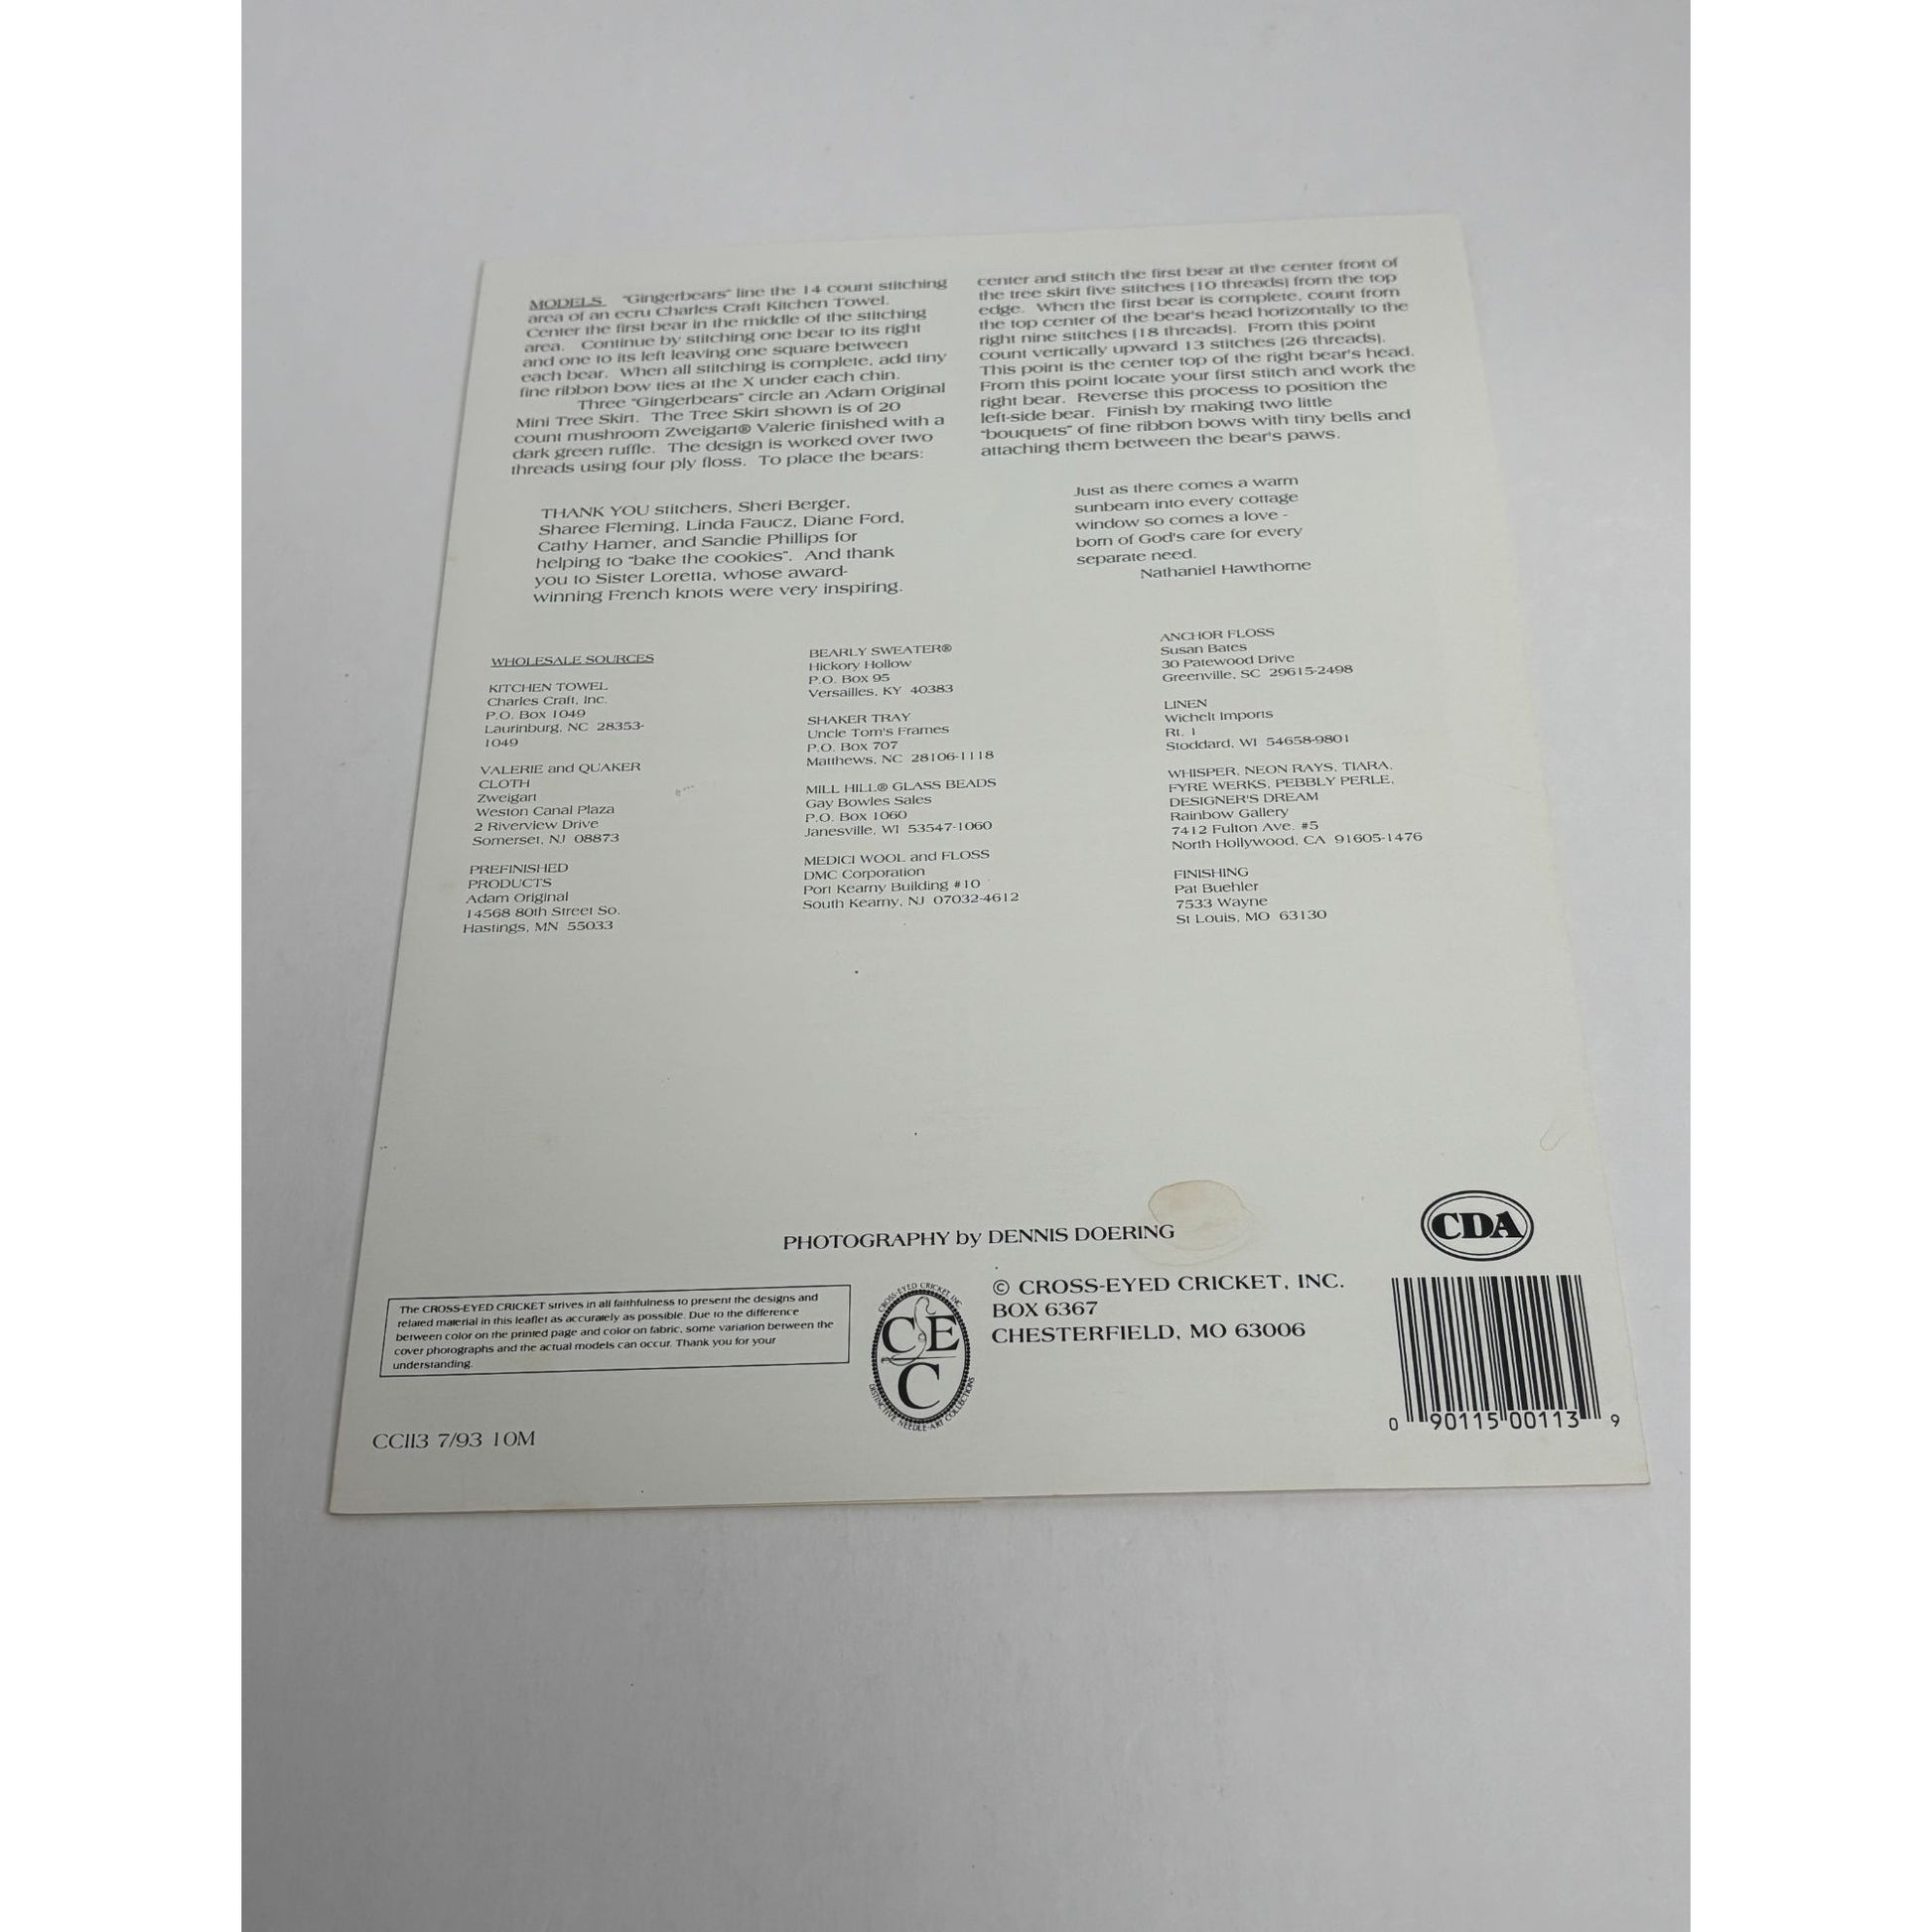 MODELS. "Gingerbears" line the 14 count stitching
area of an ecru Charles Craft Kitchen Towel.
Center the first bear in the middle of the stitching
area. Continue by stitching one bear to its right
and one to its left leaving one square between
each bear. When all stitching is complete, add tiny
fine ribbon bow ties at the X under each chin.
Three "Gingerbears" circle an Adam Original
Mini Tree Skirt. The Tree Skirt shown is of 20
count mushroom Zweigart® Valerie finished with a
dark green ruffle. The design is worked over two
threads using four ply floss. To place the bears:
center and stitch the first bear at the center front of
the tree skirt five stitches [10 threads] from the top
edge. When the first bear is complete, count from
the top center of the bear's head horizontally to the
right nine stitches [18 threads]. From this point
count vertically upward 13 stitches [26 threads].
This point is the center top of the right bear's head.
From this point locate your first stitch and work the
right bear. Reverse this process to position the
left-side bear. Finish by making two little
"bouquets" of fine ribbon bows with tiny bells and
attaching them between the bear's paws.
THANK YOU stitchers, Sheri Berger,
Sharee Fleming, Linda Faucz, Diane Ford,
Cathy Hamer, and Sandie Phillips for
helping to "bake the cookies". And thank
you to Sister Loretta, whose award-
winning French knots were very inspiring.
Just as there comes a warm
sunbeam into every cottage
window so comes a love -
born of God's care for every
separate need.
Nathaniel Hawthorne
WHOLESALE SOURCES
KITCHEN TOWEL
Charles Craft, Inc.
P.O. Box 1049
Laurinburg, NC 28353-
1049
VALERIE and QUAKER
CLOTH
Zweigart
Weston Canal Plaza
2 Riverview Drive
Somerset, NJ 08873
PREFINISHED
PRODUCTS
Adam Original
14568 80th Street So.
Hastings, MN 55033
BEARLY SWEATER®
Hickory Hollow
P.O. Box 95
Versailles, KY 40383
SHAKER TRAY
Uncle Tom's Frames
P.O. Box 707
Matthews, NC 28106-1118
MILL HILL® GLASS BEADS
Gay Bowles Sales
P.O. Box 1060
Janesville, WI 53547-1060
MEDICI WOOL and FLOSS
DMC Corporation
Port Kearny Building #10
South Kearny, NJ 07032-4612
ANCHOR FLOSS
Susan Bates
30 Patewood Drive
Greenville, SC 29615-2498
LINEN
Wichelt Imports
Rt. 1
Stoddard, WI 54658-9801
WHISPER, NEON RAYS, TIARA,
FYRE WERKS, PEBBLY PERLE,
DESIGNER'S DREAM
Rainbow Gallery
7412 Fulton Ave. #5
North Hollywood, CA 91605-1476
FINISHING
Pat Buehler
7533 Wayne
St Louis, MO 63130
PHOTOGRAPHY by DENNIS DOERING
CDA
The CROSS-EYED CRICKET strives in all faithfulness to present the designs and
related material in this leaflet as accurately as possible. Due to the difference
between color on the printed page and color on fabric, some variation between the
cover photographs and the actual models can occur. Thank you for your
understanding.
CROSS-EYED CRICKET INC
CEC
DISTINCTIVE NEEDLE-ART COLLECTIONS
© CROSS-EYED CRICKET, INC.
BOX 6367
CHESTERFIELD, MO 63006
0 90115 00113 9
CC113 7/93 10M